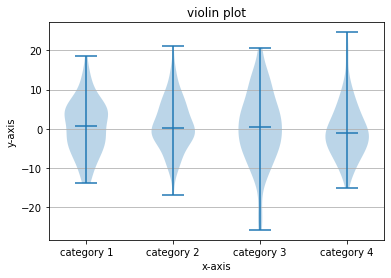 violin plot
y-axis
20
10
0
−10
−20
category 1 category 2 category 3 category 4
x-axis